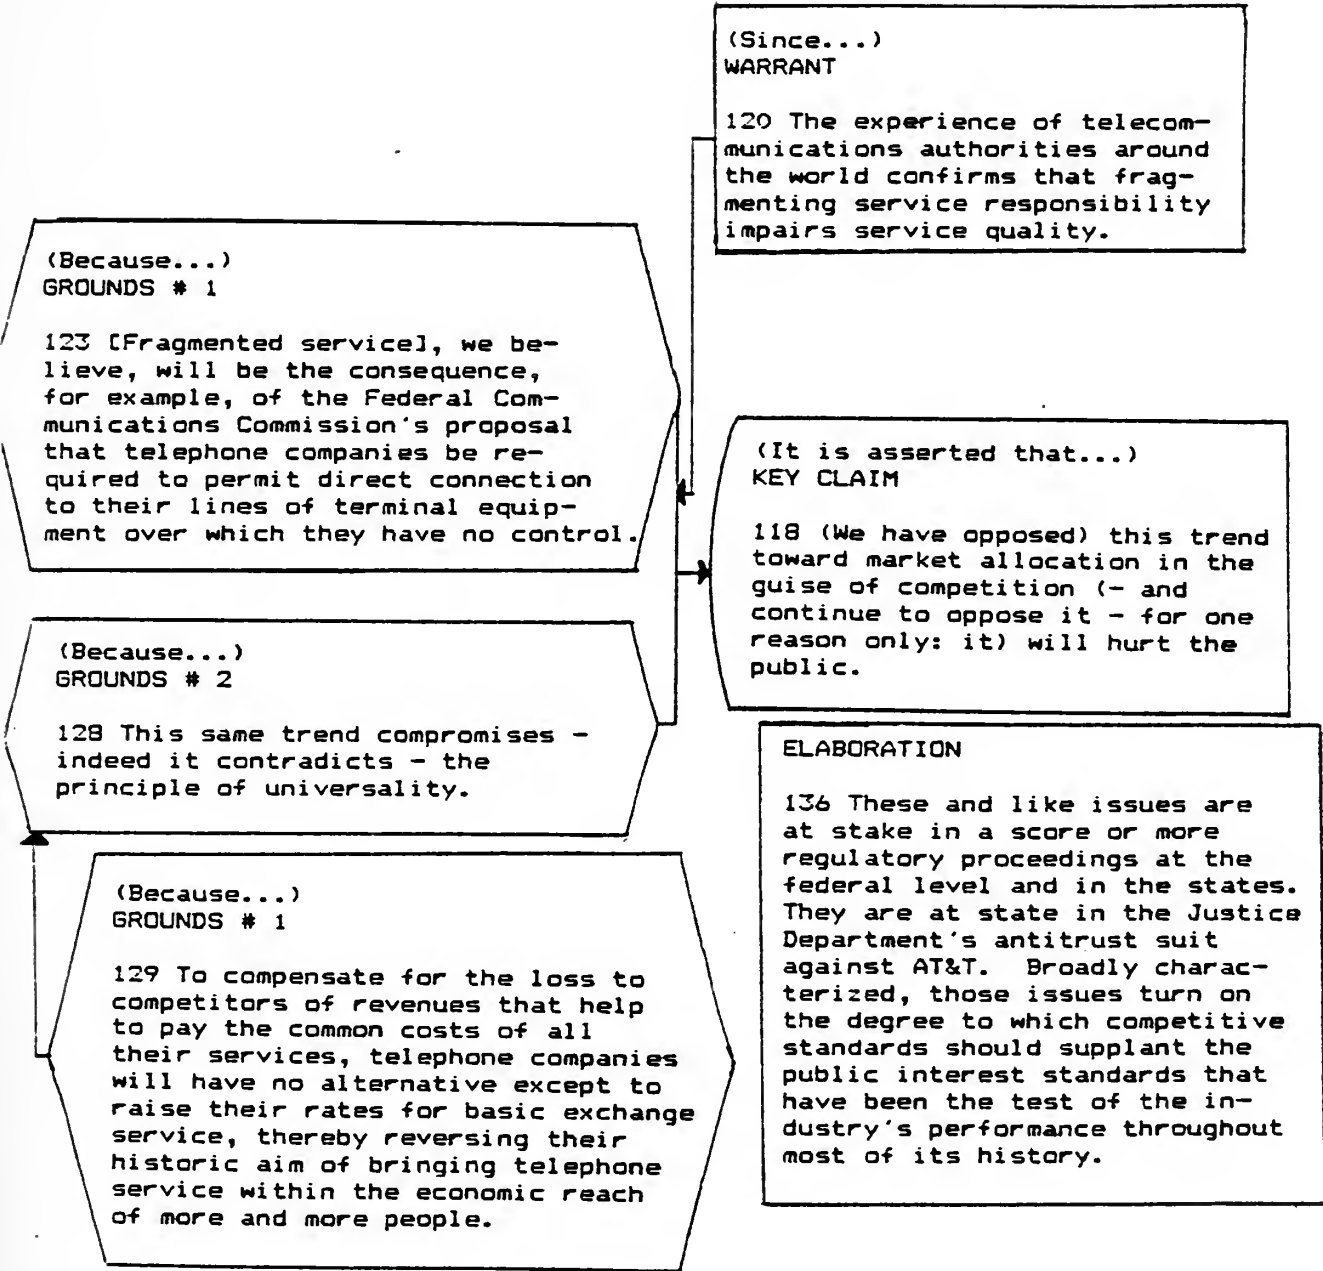 (Since...)
WARRANT
120 The experience of telecom-
munications authorities around
the world confirms that frag-
menting service responsibility
impairs service quality.
(Because...)
GROUNDS # 1
123 [Fragmented service], we be-
lieve, will be the consequence,
for example, of the Federal Com-
munications Commission's proposal
that telephone companies be re-
quired to permit direct connection
to their lines of terminal equip-
ment over which they have no control.
(It is asserted that...)
KEY CLAIM
118 (We have opposed) this trend
toward market allocation in the
guise of competition (- and
continue to oppose it - for one
reason only: it) will hurt the
public.
(Because...)
GROUNDS # 2
128 This same trend compromises -
indeed it contradicts - the
principle of universality.
ELABORATION
136 These and like issues are
at stake in a score or more
regulatory proceedings at the
federal level and in the states.
They are at state in the Justice
Department's antitrust suit
against AT&T.  Broadly charac-
terized, those issues turn on
the degree to which competitive
standards should supplant the
public interest standards that
have been the test of the in-
dustry's performance throughout
most of its history.
(Because...)
GROUNDS # 1
129 To compensate for the loss to
competitors of revenues that help
to pay the common costs of all
their services, telephone companies
will have no alternative except to
raise their rates for basic exchange
service, thereby reversing their
historic aim of bringing telephone
service within the economic reach
of more and more people.